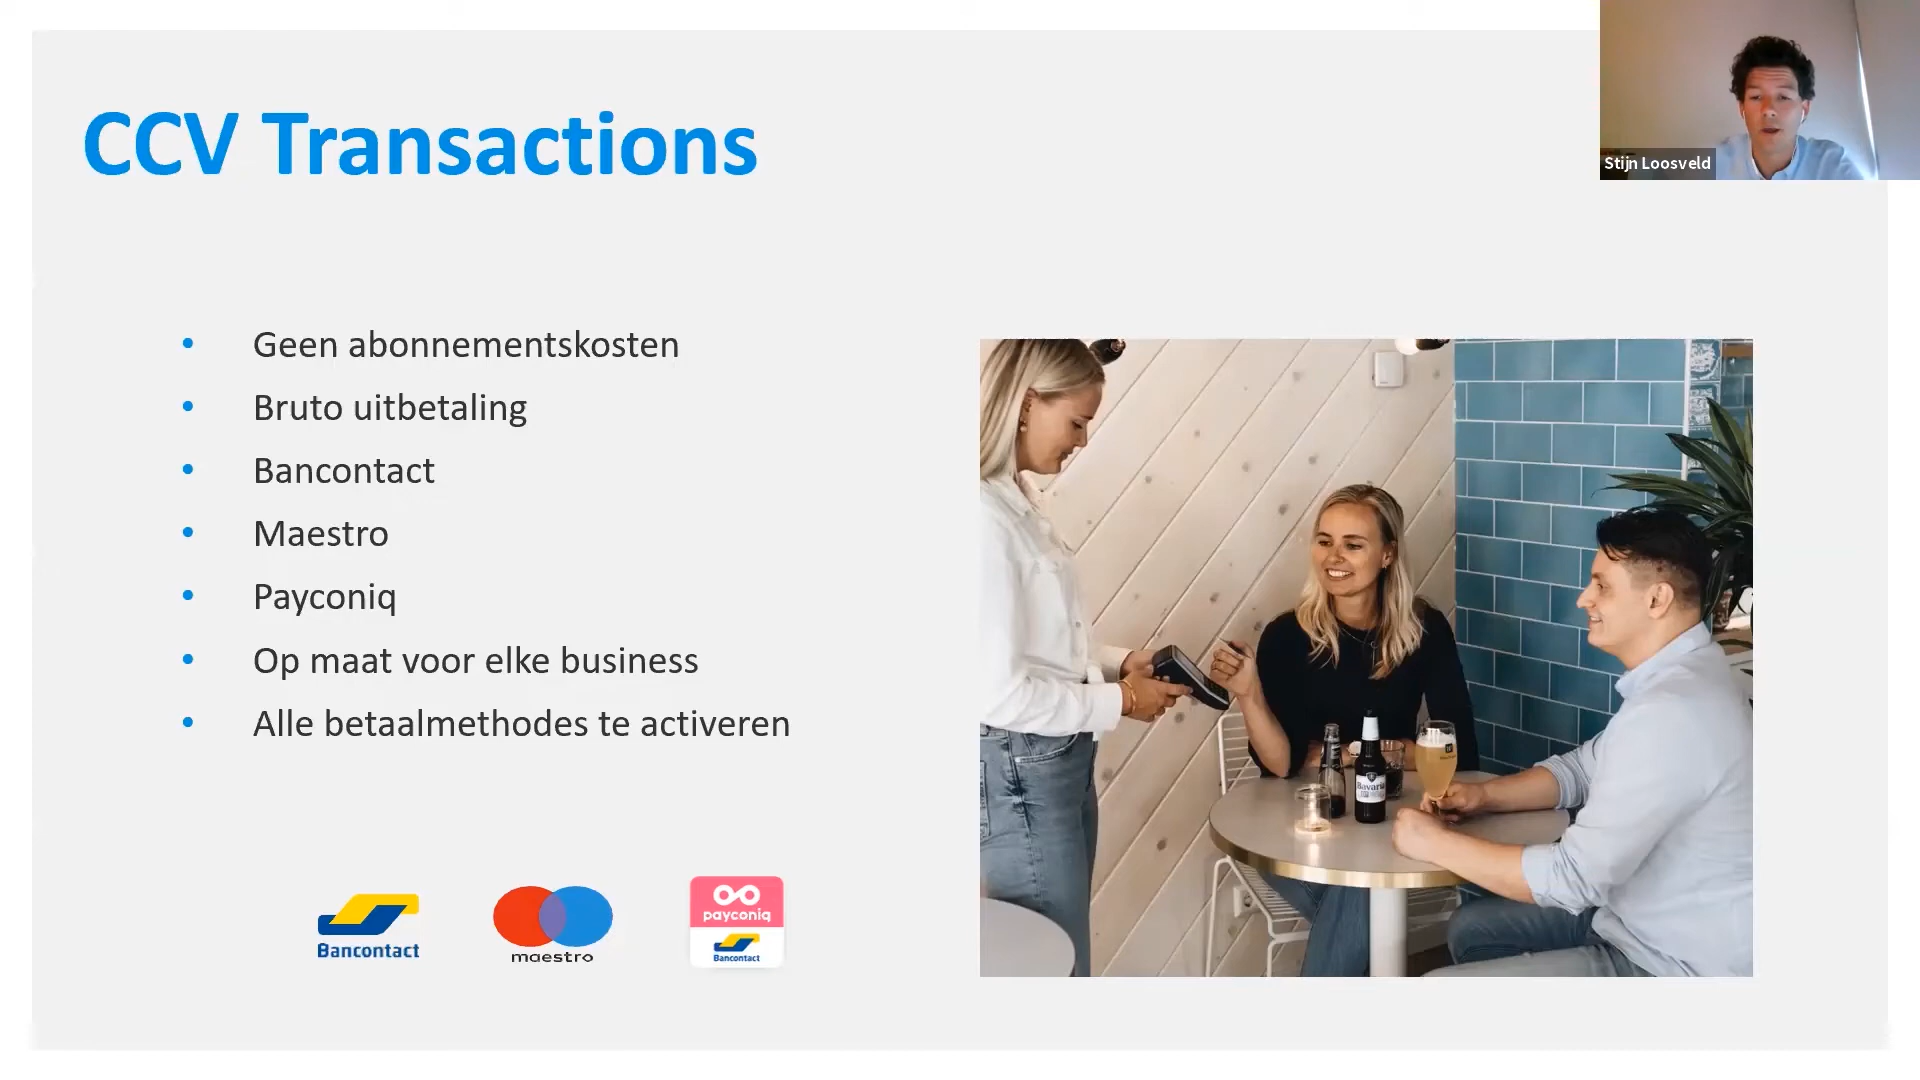 CCV Transactions
Stijn Loosveld
• Geen abonnementskosten
• Bruto uitbetaling
• Bancontact
• Maestro
• Payconiq
• Op maat voor elke business
• Alle betaalmethodes te activeren
Bavaria
Bancontact
maestro
payconiq
Bancontact